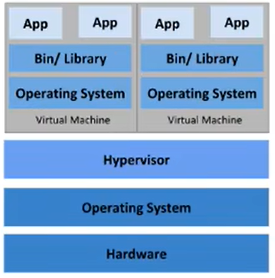 App App App App
Bin/ Library Bin/ Library
Operating System Operating System
Virtual Machine Virtual Machine
Hypervisor
Operating System
Hardware